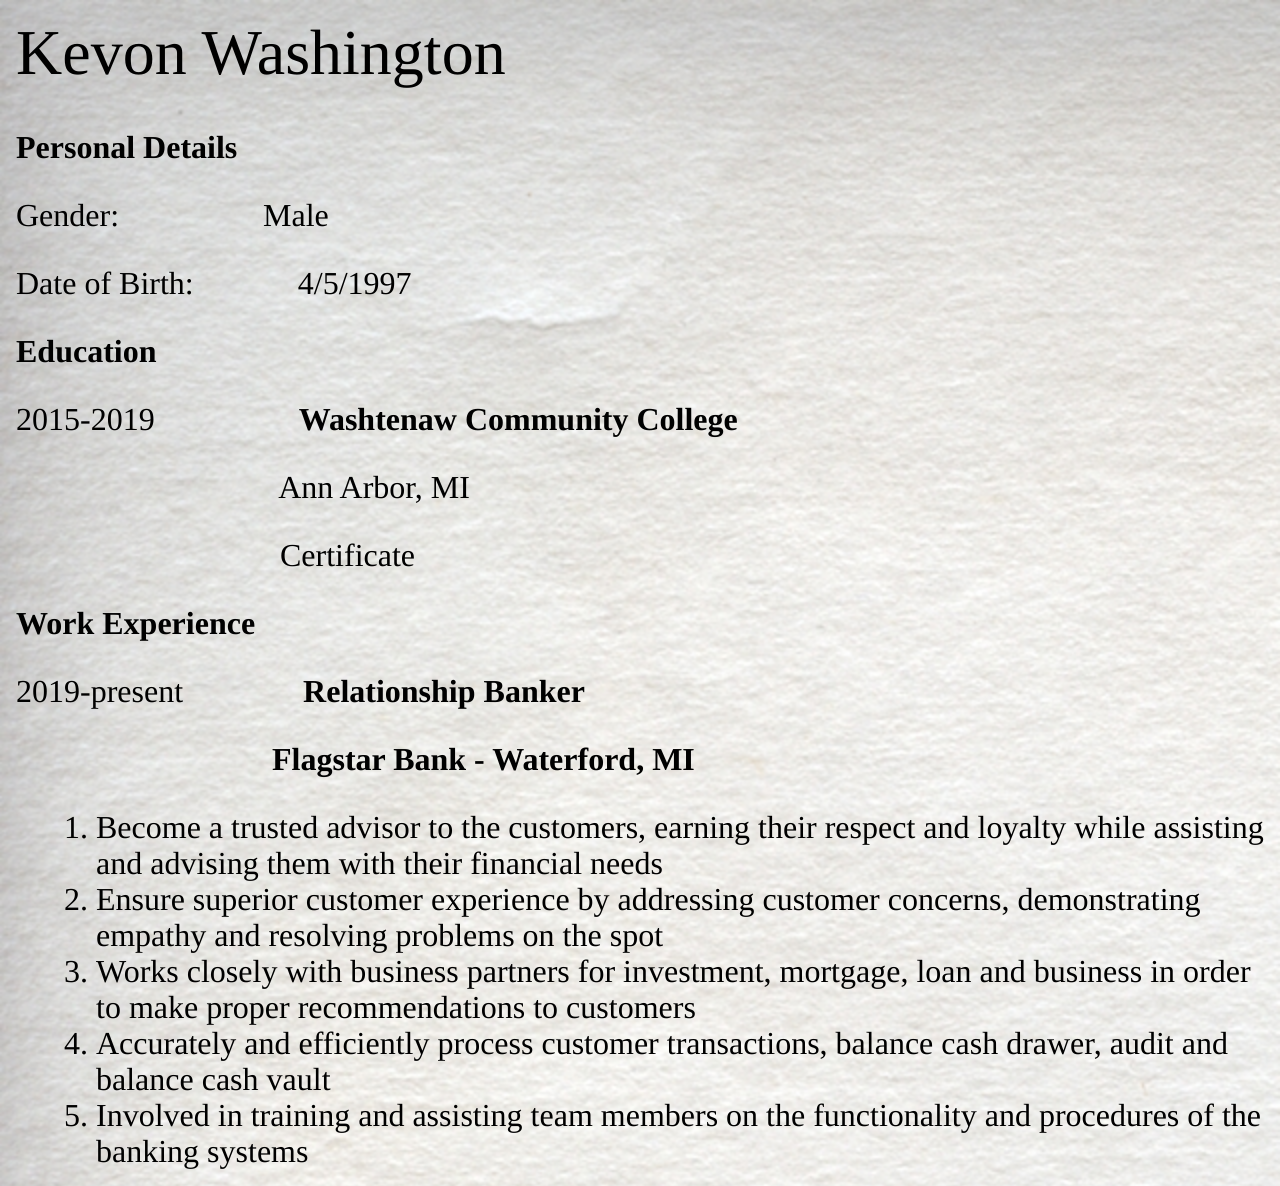 Kevon Washington
Personal Details
Gender: Male
Date of Birth: 4/5/1997
Education
2015-2019 Washtenaw Community College
Ann Arbor, MI
Certificate
Work Experience
2019-present Relationship Banker
Flagstar Bank - Waterford, MI
1. Become a trusted advisor to the customers, earning their respect and loyalty while assisting
and advising them with their financial needs
2. Ensure superior customer experience by addressing customer concerns, demonstrating
empathy and resolving problems on the spot
3. Works closely with business partners for investment, mortgage, loan and business in order
to make proper recommendations to customers
4. Accurately and efficiently process customer transactions, balance cash drawer, audit and
balance cash vault
5. Involved in training and assisting team members on the functionality and procedures of the
banking systems